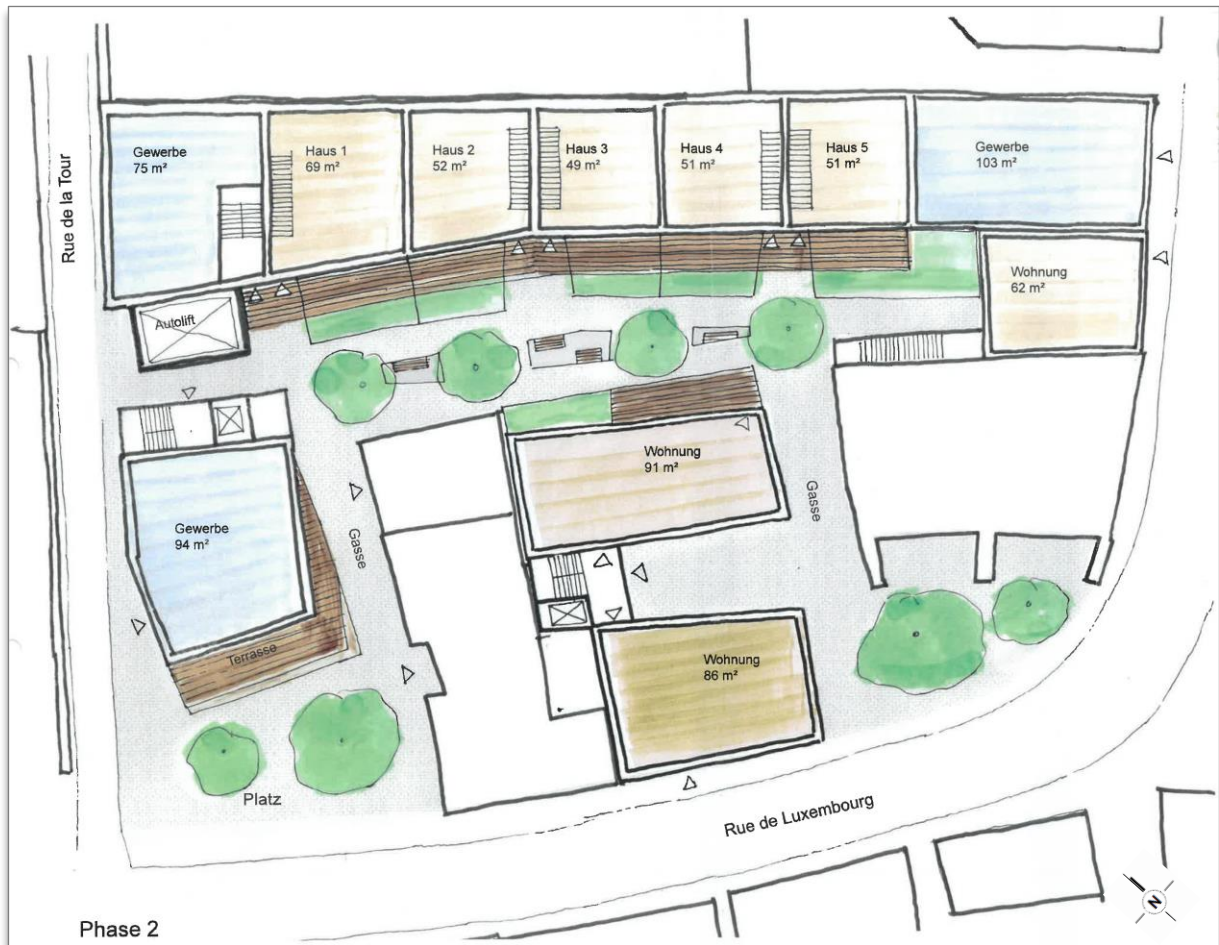 Gewerbe
75 m²
Haus 1
69 m²
Haus 2
52 m²
Haus 3
49 m²
Haus 4
51 m²
Haus 5
51 m²
Gewerbe
103 m²
Rue de la Tour
Wohnung
62 m²
Autolift
Wohnung
91 m²
Gasse
Gewerbe
94 m²
Gasse
Terrasse
Wohnung
86 m²
Platz
Rue de Luxembourg
N
Phase 2